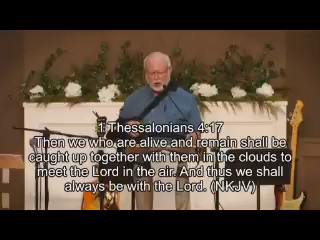 1 Thessalonians 4:17
Then we who are alive and remain shall be
caught up together with them in the clouds to
meet the Lord in the air. And thus we shall
always be with the Lord. (NKJV)